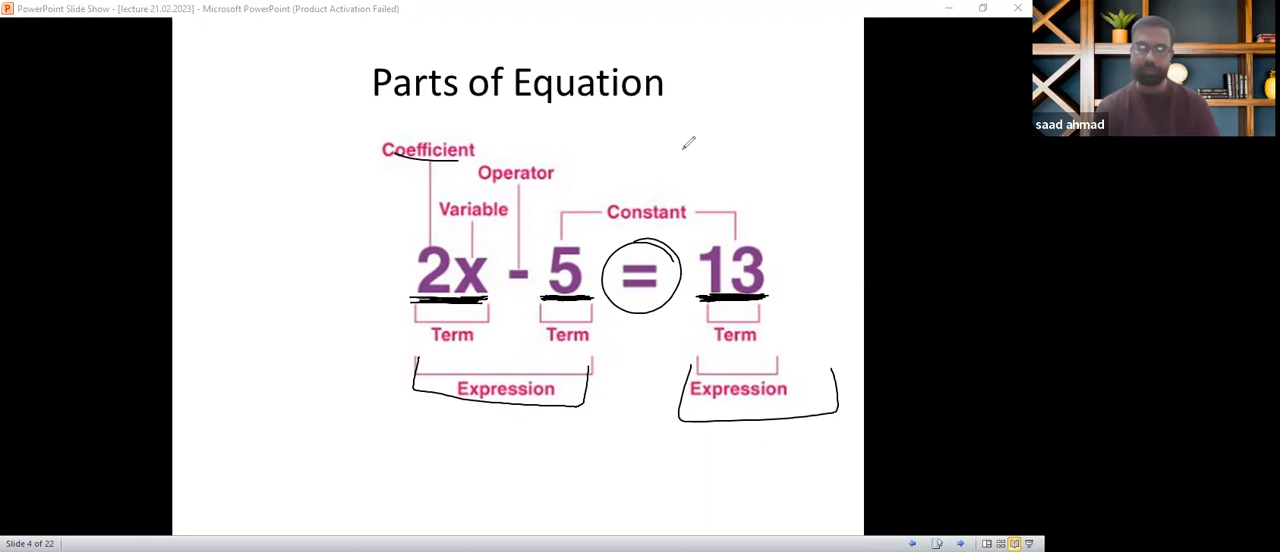 PowerPoint Slide Show - [lecture 21.02.2023] - Microsoft PowerPoint (Product Activation Failed)
saad ahmad
Parts of Equation
Coefficient
Operator
Variable
Constant
2x - 5 = 13
Term Term Term
Expression Expression
Slide 4 of 22